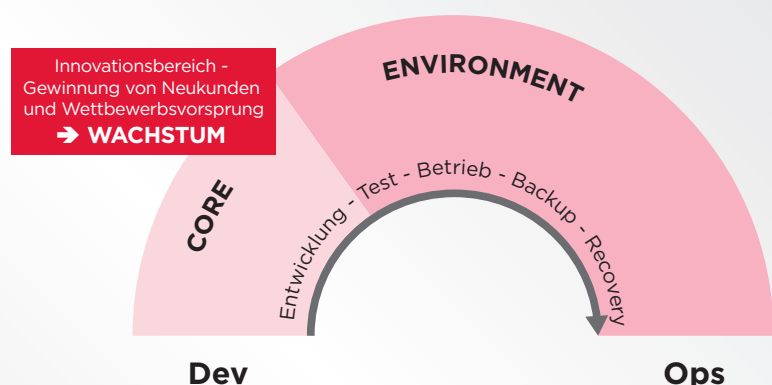 Innovationsbereich -
Gewinnung von Neukunden
und Wettbewerbsvorsprung
➔ WACHSTUM
ENVIRONMENT
CORE
Entwicklung - Test - Betrieb - Backup - Recovery
Dev
Ops